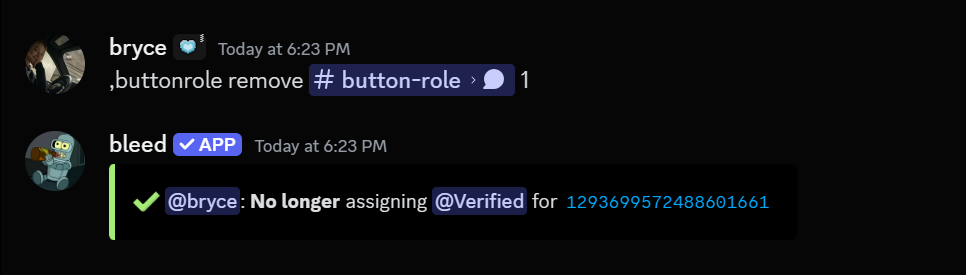 bryce Today at 6:23 PM
,buttonrole remove # button-role › 1
bleed ✓ APP Today at 6:23 PM
@bryce: No longer assigning @Verified for 1293699572488601661